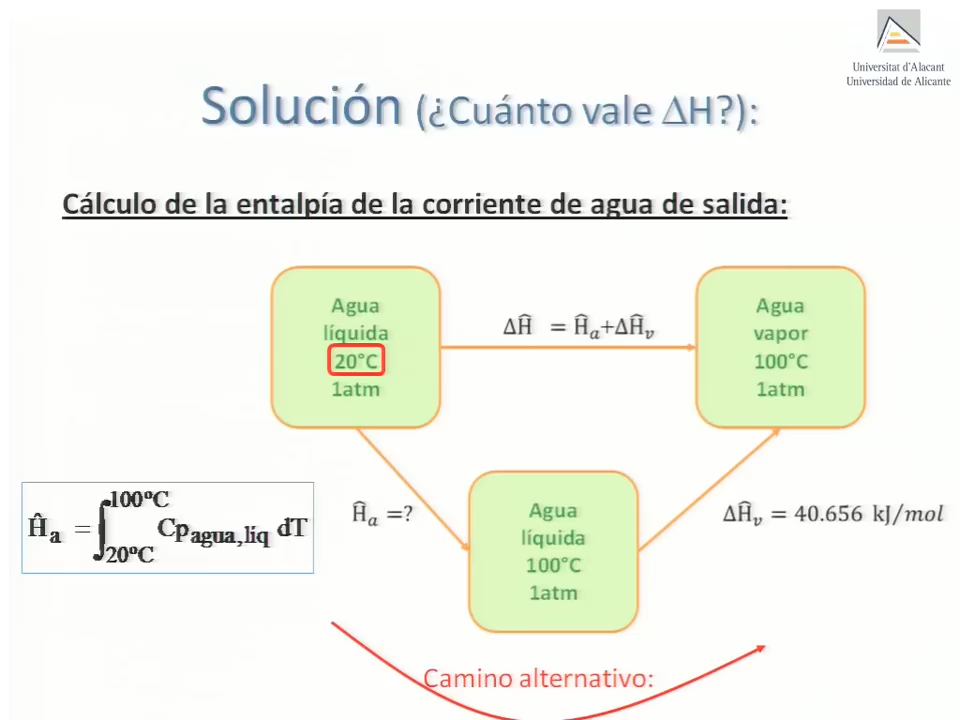 Universitat d'Alacant
Universidad de Alicante
Solución (¿Cuánto vale ΔH?):
Cálculo de la entalpía de la corriente de agua de salida:
Agua
líquida
20°C
1atm
ΔĤ = Ĥₐ+ΔĤᵥ
Agua
vapor
100°C
1atm
Ĥₐ = ∫ 100ºC 20ºC Cp agua,líq dT
Ĥₐ =?
Agua
líquida
100°C
1atm
ΔĤᵥ = 40.656 kJ/mol
Camino alternativo: